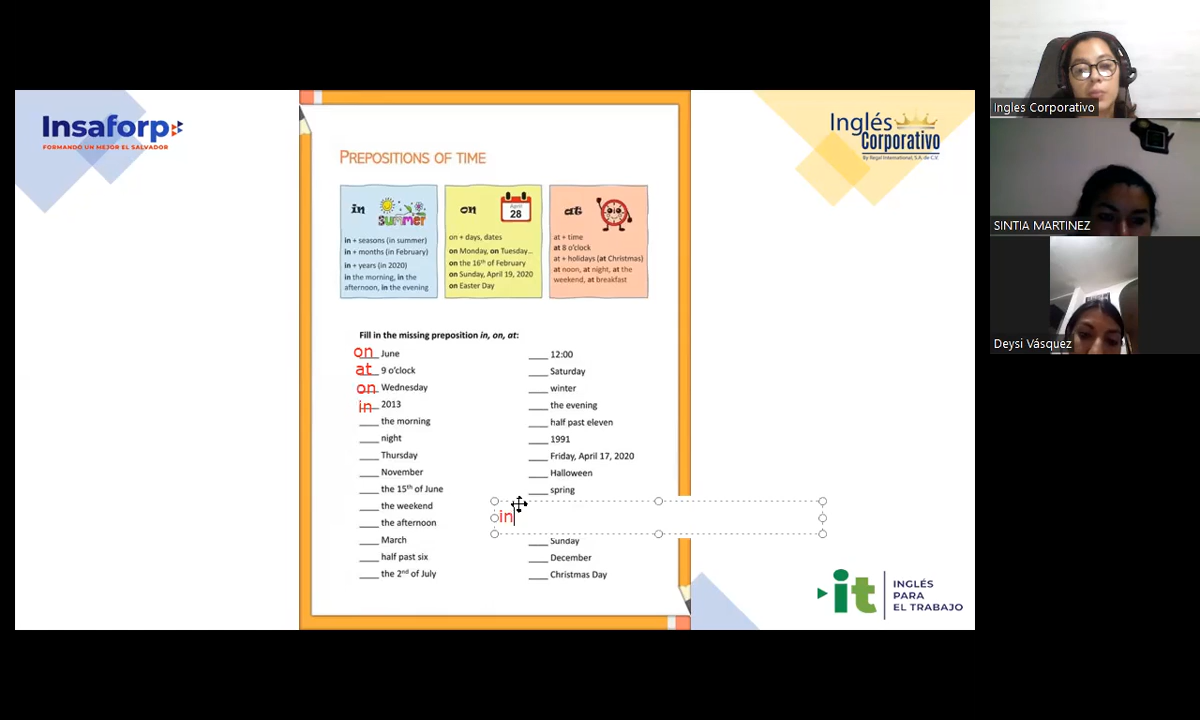 Insaforp
FORMANDO UN MEJOR EL SALVADOR
Inglés
Corporativo
By Regal International, S.A. de C.V.
PREPOSITIONS OF TIME
in
summer
in + seasons (in summer)
in + months (in February)
in + years (in 2020)
in the morning, in the
afternoon, in the evening
on
April
28
on + days, dates
on Monday, on Tuesday...
on the 16th of February
on Sunday, April 19, 2020
on Easter Day
at
at + time
at 8 o'clock
at + holidays (at Christmas)
at noon, at night, at the
weekend, at breakfast
Fill in the missing preposition in, on, at:
on June
at 9 o'clock
on Wednesday
in 2013
____ the morning
____ night
____ Thursday
____ November
____ the 15th of June
____ the weekend
____ the afternoon
____ March
____ half past six
____ the 2nd of July
____ 12:00
____ Saturday
____ winter
____ the evening
____ half past eleven
____ 1991
____ Friday, April 17, 2020
____ Halloween
____ spring
in
____ Sunday
____ December
____ Christmas Day
it
INGLÉS
PARA
EL TRABAJO
Ingles Corporativo
SINTIA MARTINEZ
Deysi Vásquez